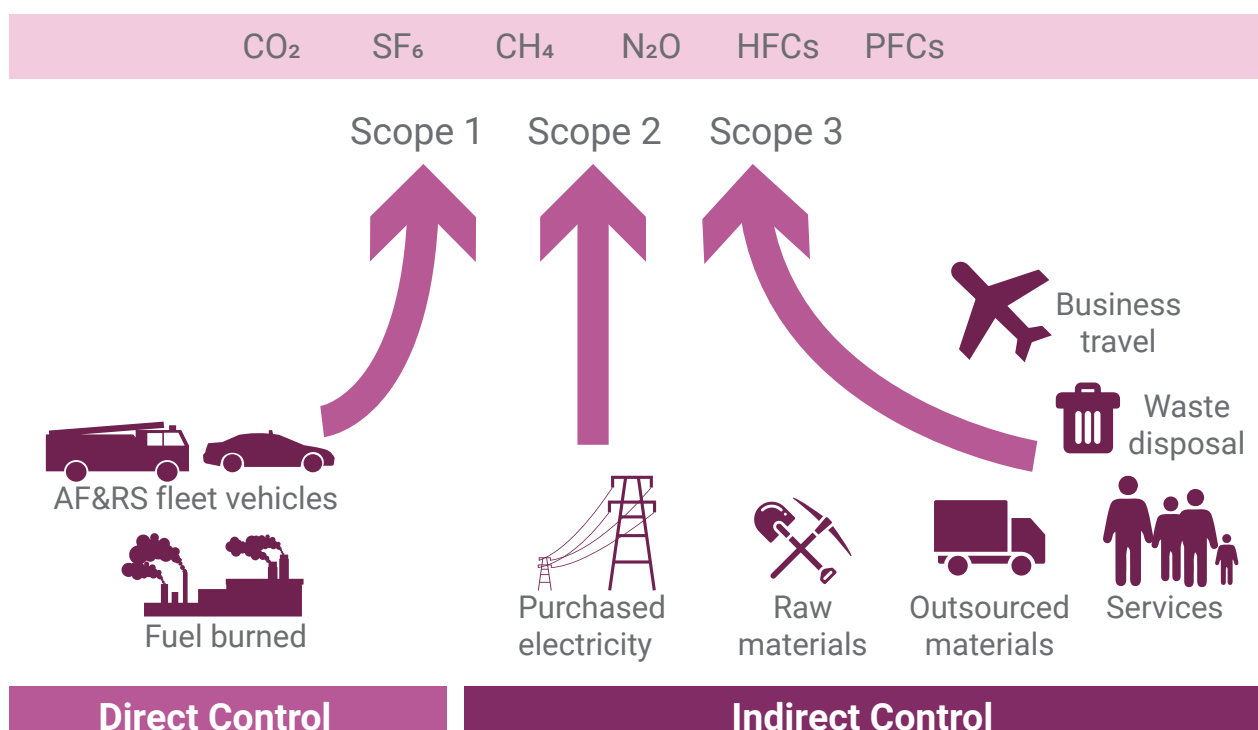 CO₂ SF₆ CH₄ N₂O HFCs PFCs
Scope 1 Scope 2 Scope 3
Business
travel
Waste
disposal
AF&RS fleet vehicles
Fuel burned
Purchased
electricity
Raw
materials
Outsourced
materials
Services
Direct Control
Indirect Control